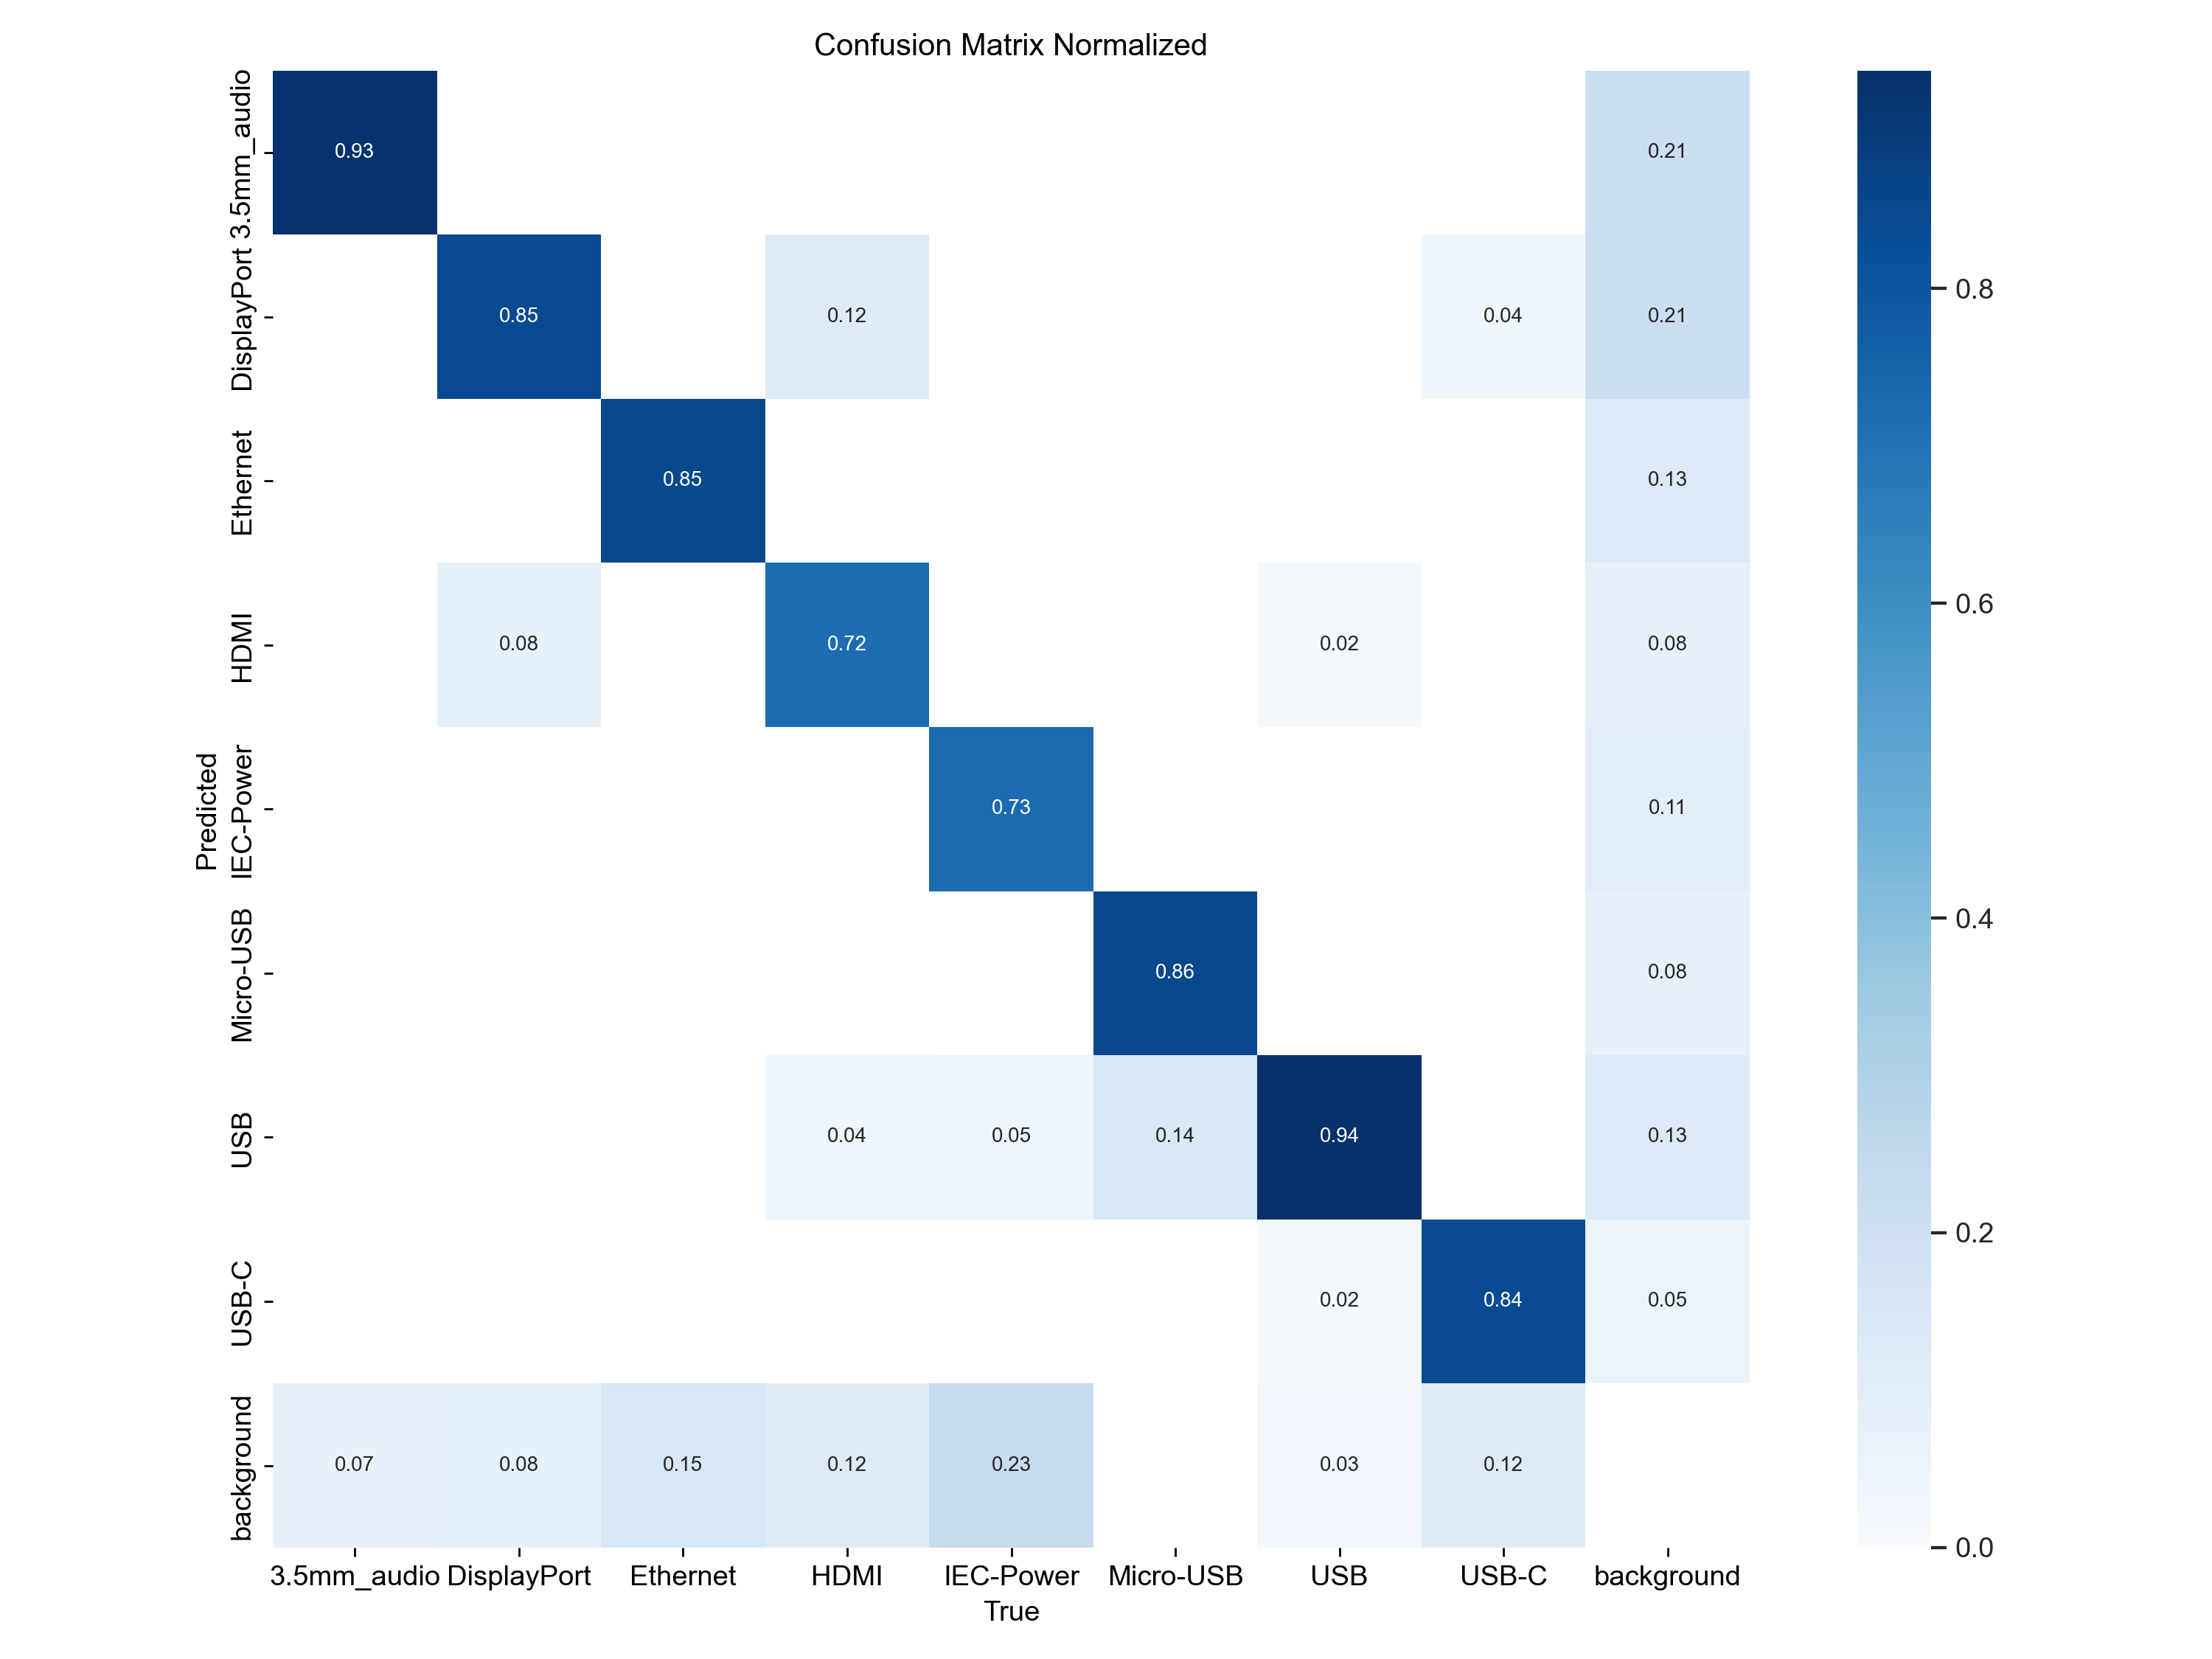 Confusion Matrix Normalized
Predicted
3.5mm_audio
0.93
0.21
DisplayPort
0.85
0.12
0.04
0.21
0.8
Ethernet
0.85
0.13
HDMI
0.08
0.72
0.02
0.08
0.6
IEC-Power
0.73
0.11
Micro-USB
0.86
0.08
0.4
USB
0.04
0.05
0.14
0.94
0.13
USB-C
0.02
0.84
0.05
0.2
background
0.07
0.08
0.15
0.12
0.23
0.03
0.12
0.0
3.5mm_audio
DisplayPort
Ethernet
HDMI
IEC-Power
Micro-USB
USB
USB-C
background
True